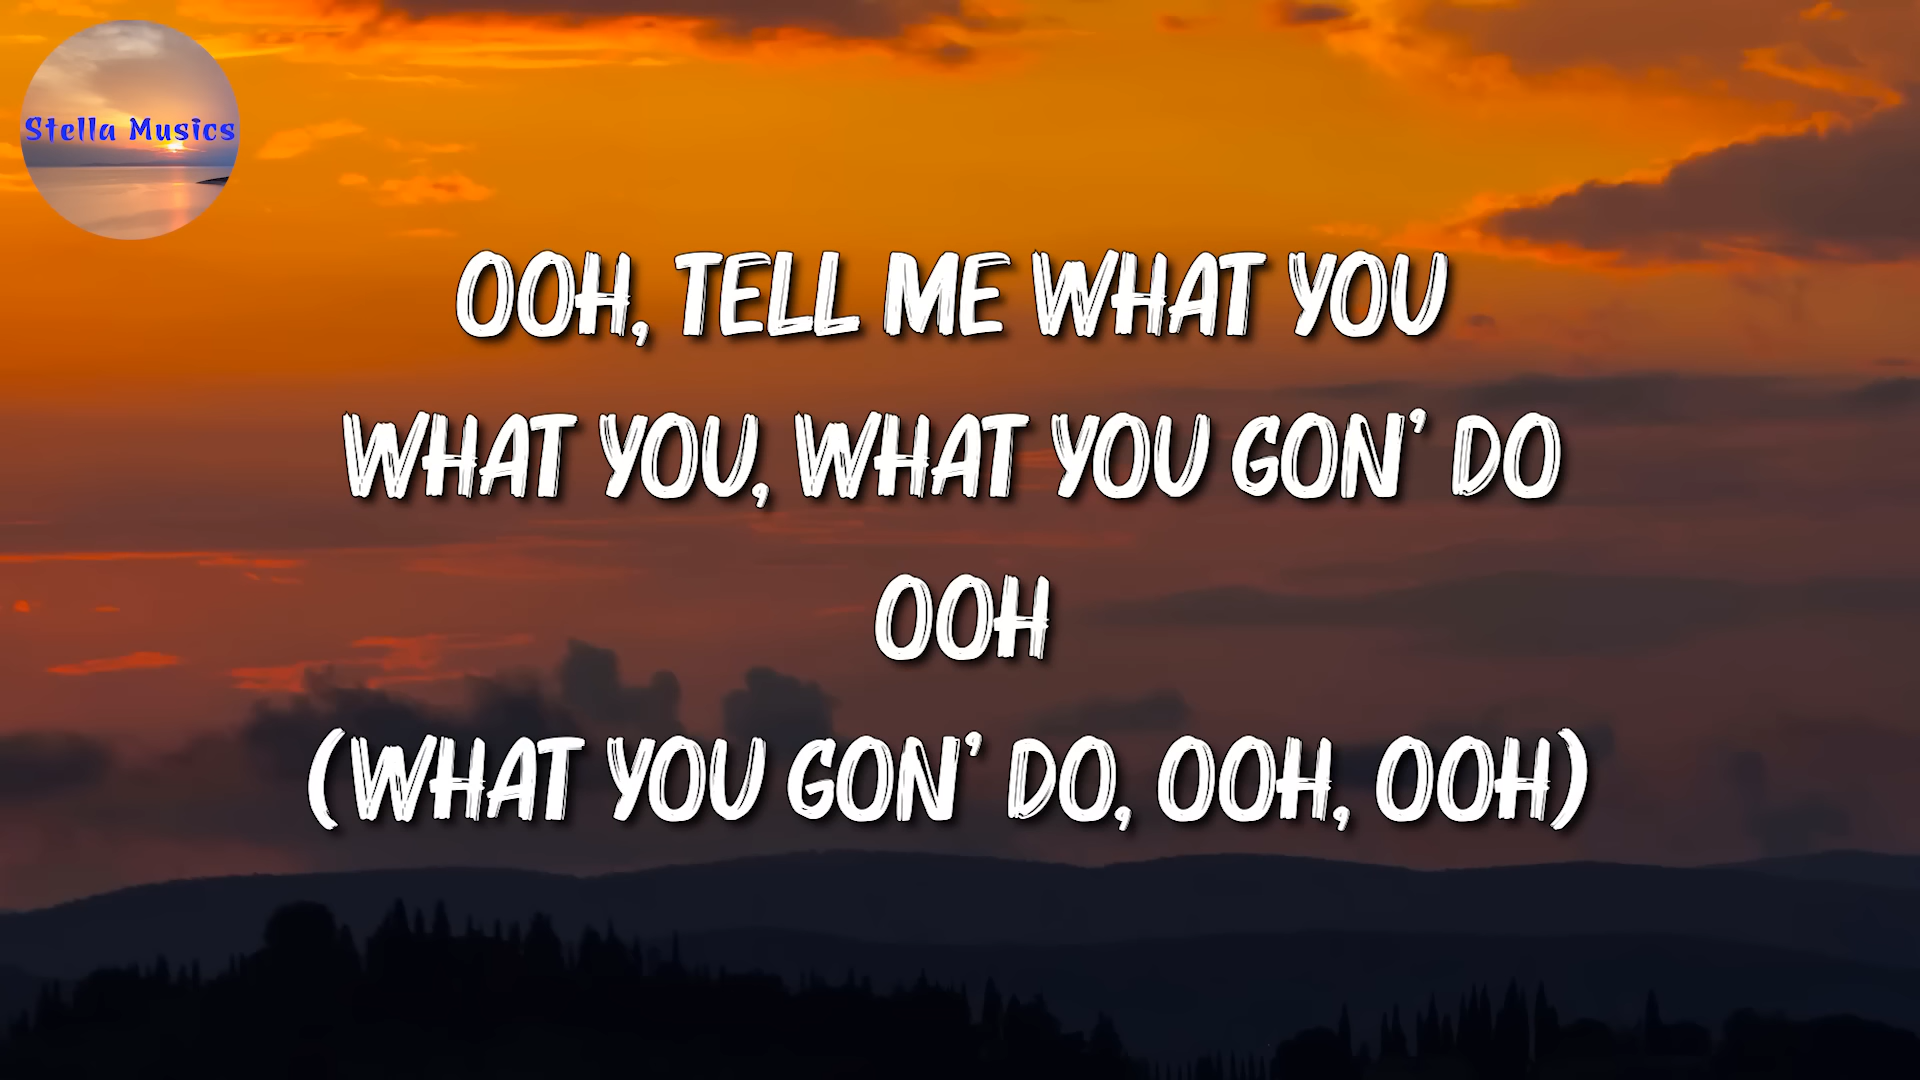 Stella Musics
OOH, TELL ME WHAT YOU
WHAT YOU, WHAT YOU GON' DO
OOH
(WHAT YOU GON' DO, OOH, OOH)